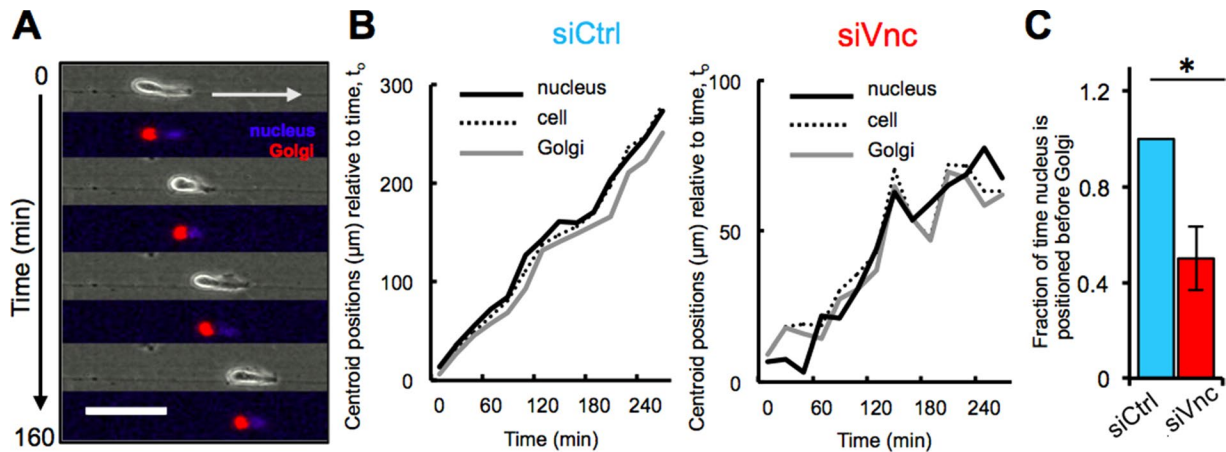 A
0
Time (min)
160
nucleus
Golgi
B
siCtrl
Centroid positions (µm) relative to time, t₀
300
200
100
0
nucleus
cell
Golgi
0 60 120 180 240
Time (min)
siVnc
Centroid positions (µm) relative to time, t₀
100
50
0
nucleus
cell
Golgi
0 60 120 180 240
Time (min)
C
*
Fraction of time nucleus is
positioned before Golgi
1.2
0.8
0.4
0
siCtrl
siVnc